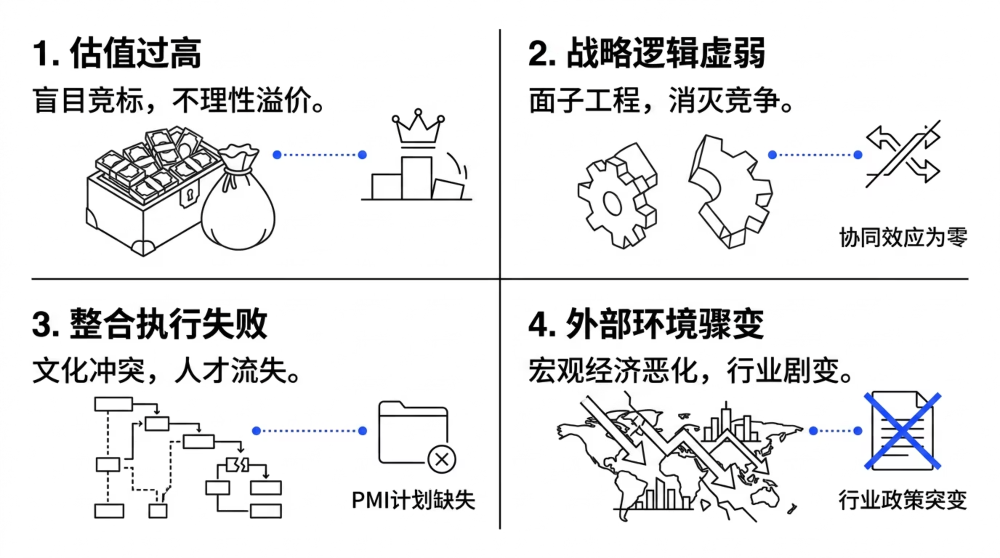 1. 估值过高
盲目竞标，不理性溢价。
2. 战略逻辑虚弱
面子工程，消灭竞争。
协同效应为零
3. 整合执行失败
文化冲突，人才流失。
PMI计划缺失
4. 外部环境骤变
宏观经济恶化，行业剧变。
行业政策突变